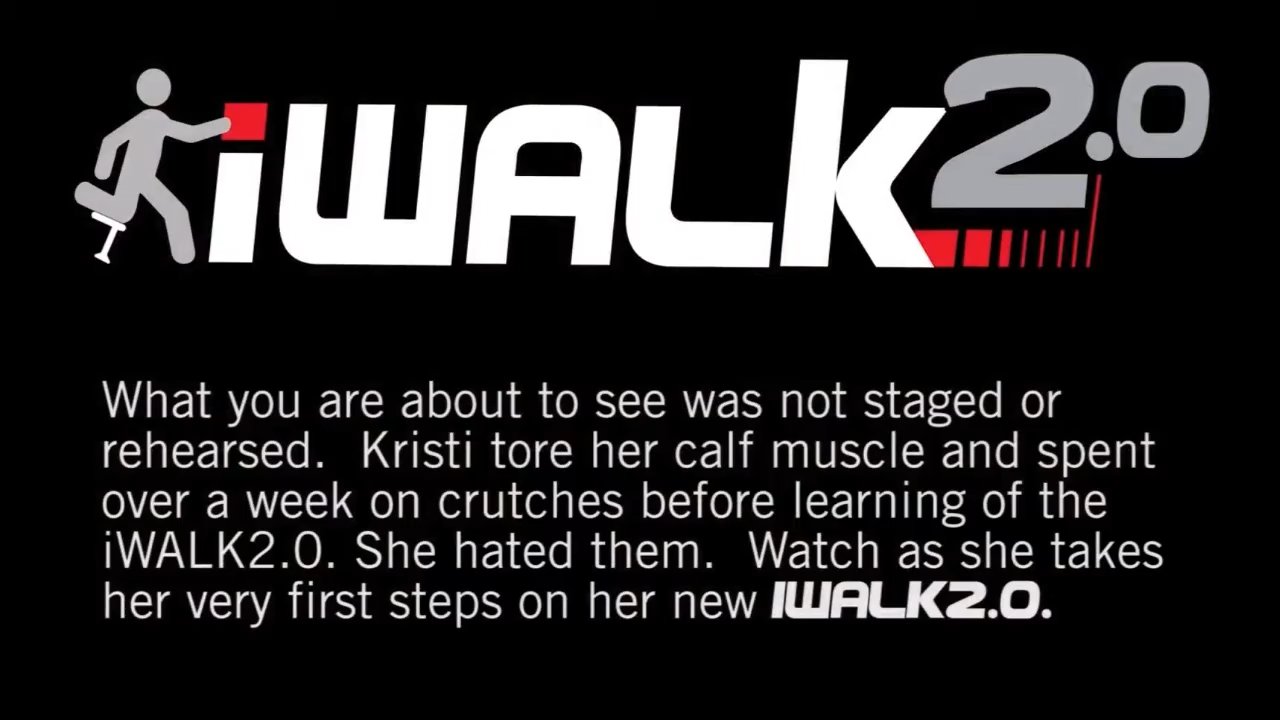 iWALK2.0
What you are about to see was not staged or
rehearsed.  Kristi tore her calf muscle and spent
over a week on crutches before learning of the
iWALK2.0. She hated them.  Watch as she takes
her very first steps on her new IWALK2.0.